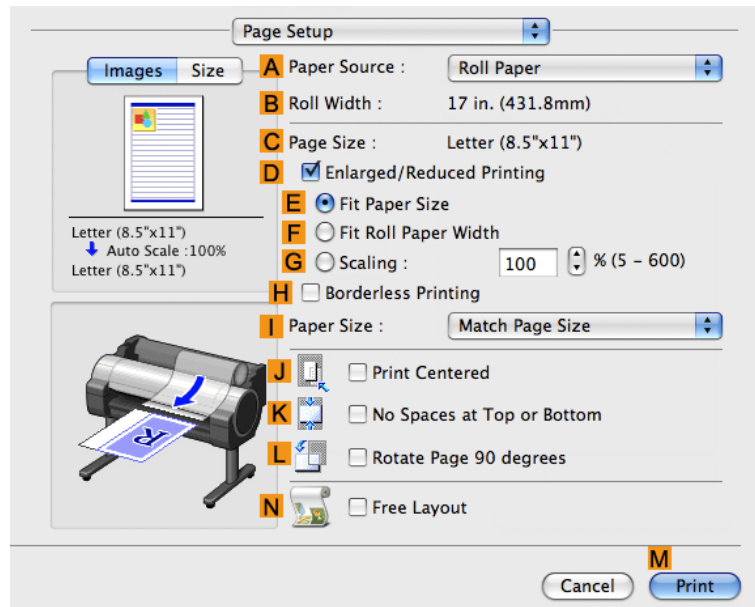 Page Setup
Images Size
A Paper Source : Roll Paper
B Roll Width : 17 in. (431.8mm)
C Page Size : Letter (8.5"x11")
D Enlarged/Reduced Printing
E Fit Paper Size
F Fit Roll Paper Width
G Scaling : 100 % (5 - 600)
H Borderless Printing
I Paper Size : Match Page Size
Letter (8.5"x11")
Auto Scale :100%
Letter (8.5"x11")
J Print Centered
K No Spaces at Top or Bottom
L Rotate Page 90 degrees
N Free Layout
R
M
Cancel Print